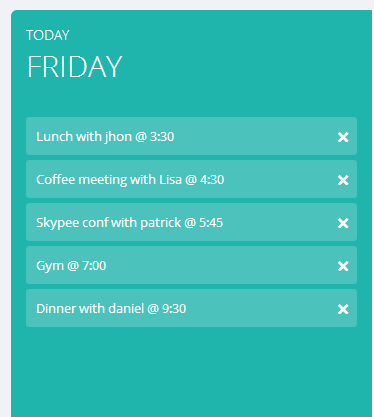 TODAY
FRIDAY
Lunch with jhon @ 3:30
Coffee meeting with Lisa @ 4:30
Skypee conf with patrick @ 5:45
Gym @ 7:00
Dinner with daniel @ 9:30